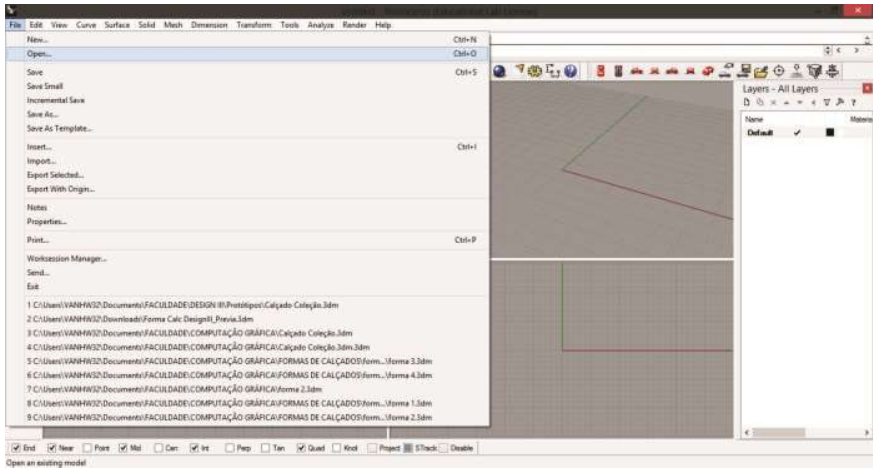 File Edit View Curve Surface Solid Mesh Dimension Transform Tools Analyze Render Help
New... Ctrl+N
Open... Ctrl+O
Save Ctrl+S
Save Small
Incremental Save
Save As...
Save As Template...
Insert... Ctrl+I
Import...
Export Selected...
Export With Origin...
Notes
Properties...
Print... Ctrl+P
Worksession Manager...
Send...
Exit
1 C:\Users\VANHW32\Documents\FACULDADE\DESIGN III\Protótipos\Calçado Coleção.3dm
2 C:\Users\VANHW32\Downloads\Forma Calc DesignIII_Previa.3dm
3 C:\Users\VANHW32\Documents\FACULDADE\COMPUTAÇÃO GRÁFICA\Calçado Coleção.3dm
4 C:\Users\VANHW32\Documents\FACULDADE\COMPUTAÇÃO GRÁFICA\Calçado Coleção.3dm.3dm
5 C:\Users\VANHW32\Documents\FACULDADE\COMPUTAÇÃO GRÁFICA\FORMAS DE CALÇADOS\form...\forma 3.3dm
6 C:\Users\VANHW32\Documents\FACULDADE\COMPUTAÇÃO GRÁFICA\FORMAS DE CALÇADOS\form...\forma 4.3dm
7 C:\Users\VANHW32\Documents\FACULDADE\COMPUTAÇÃO GRÁFICA\forma 2.3dm
8 C:\Users\VANHW32\Documents\FACULDADE\COMPUTAÇÃO GRÁFICA\FORMAS DE CALÇADOS\form...\forma 1.3dm
9 C:\Users\VANHW32\Documents\FACULDADE\COMPUTAÇÃO GRÁFICA\FORMAS DE CALÇADOS\form...\forma 2.3dm
Layers - All Layers
Name Materia
Default
End Near Point Mid Cen Int Perp Tan Quad Knot Project STrack Disable
Open an existing model